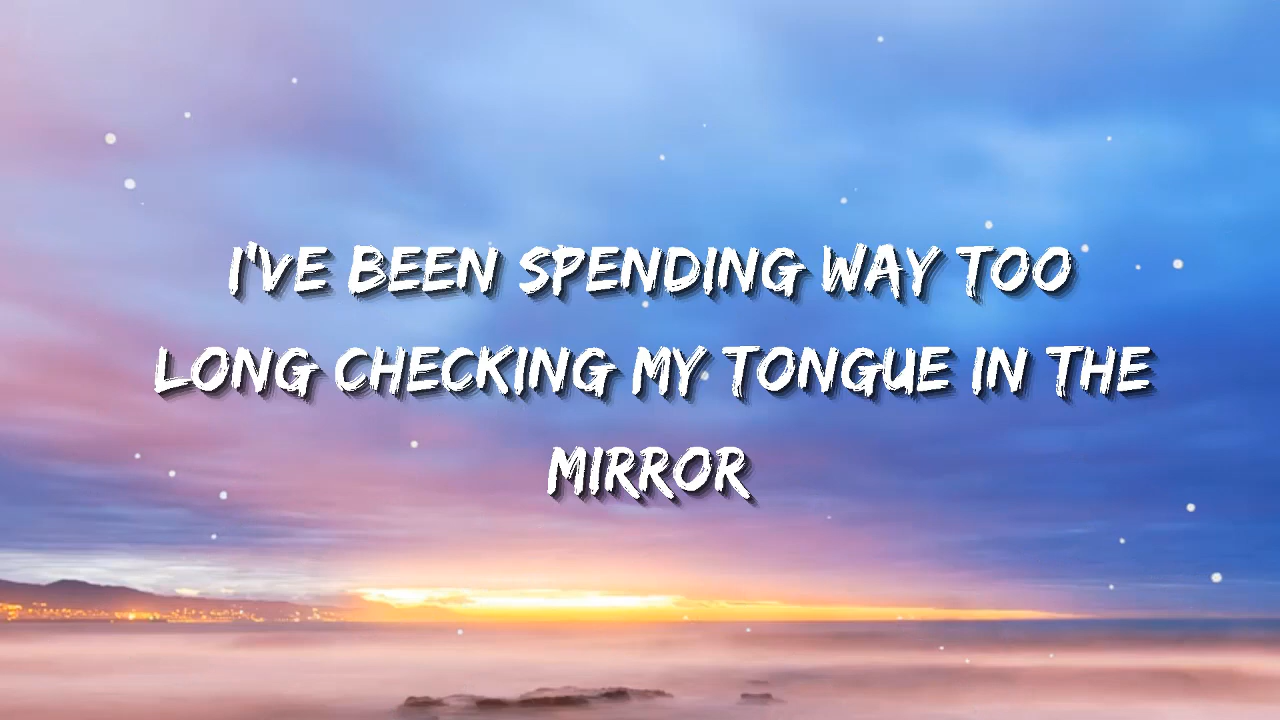 I'VE BEEN SPENDING WAY TOO
LONG CHECKING MY TONGUE IN THE
MIRROR